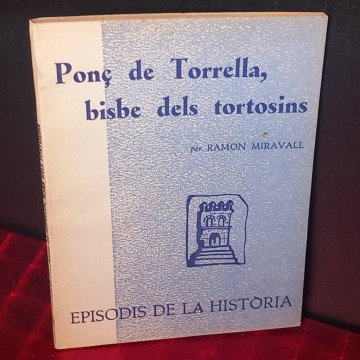 Ponç de Torrella,
bisbe dels tortosins
per RAMON MIRAVALL
EPISODIS DE LA HISTÒRIA